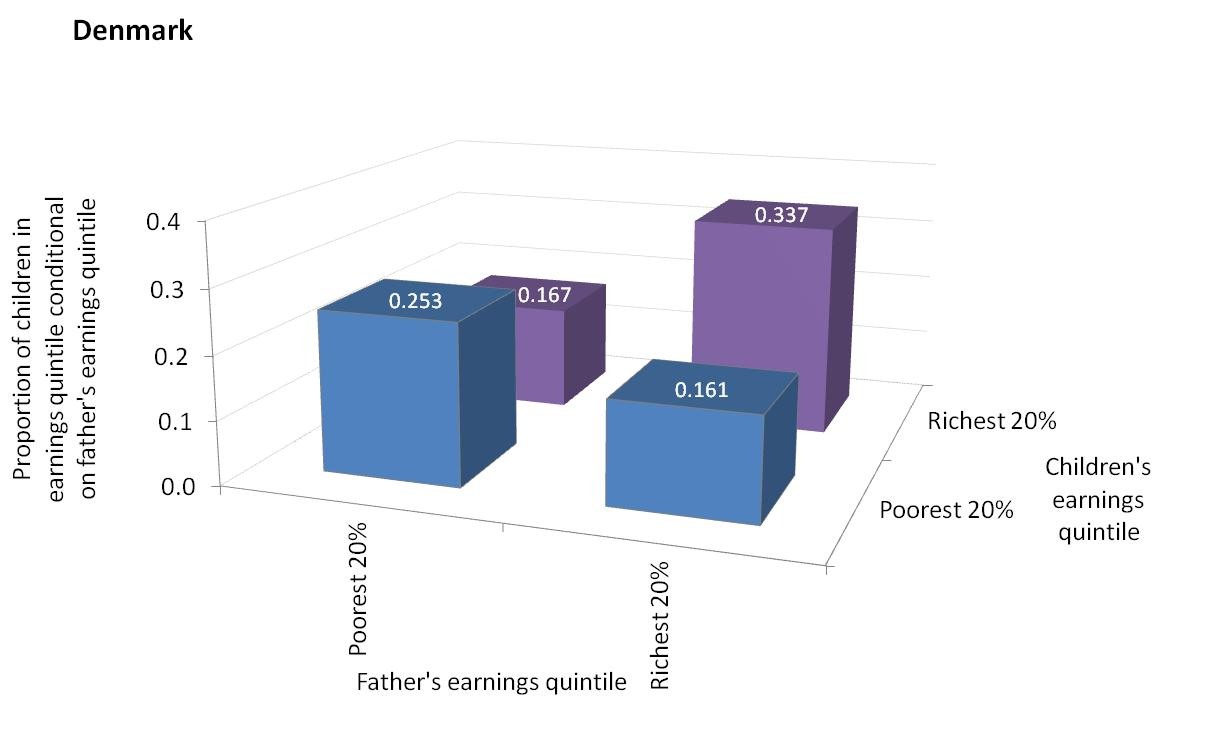 Denmark
Proportion of children in
earnings quintile conditional
on father's earnings quintile
0.4
0.3
0.2
0.1
0.0
0.253
0.167
0.337
0.161
Richest 20%
Poorest 20%
Children's
earnings
quintile
Poorest 20%
Richest 20%
Father's earnings quintile